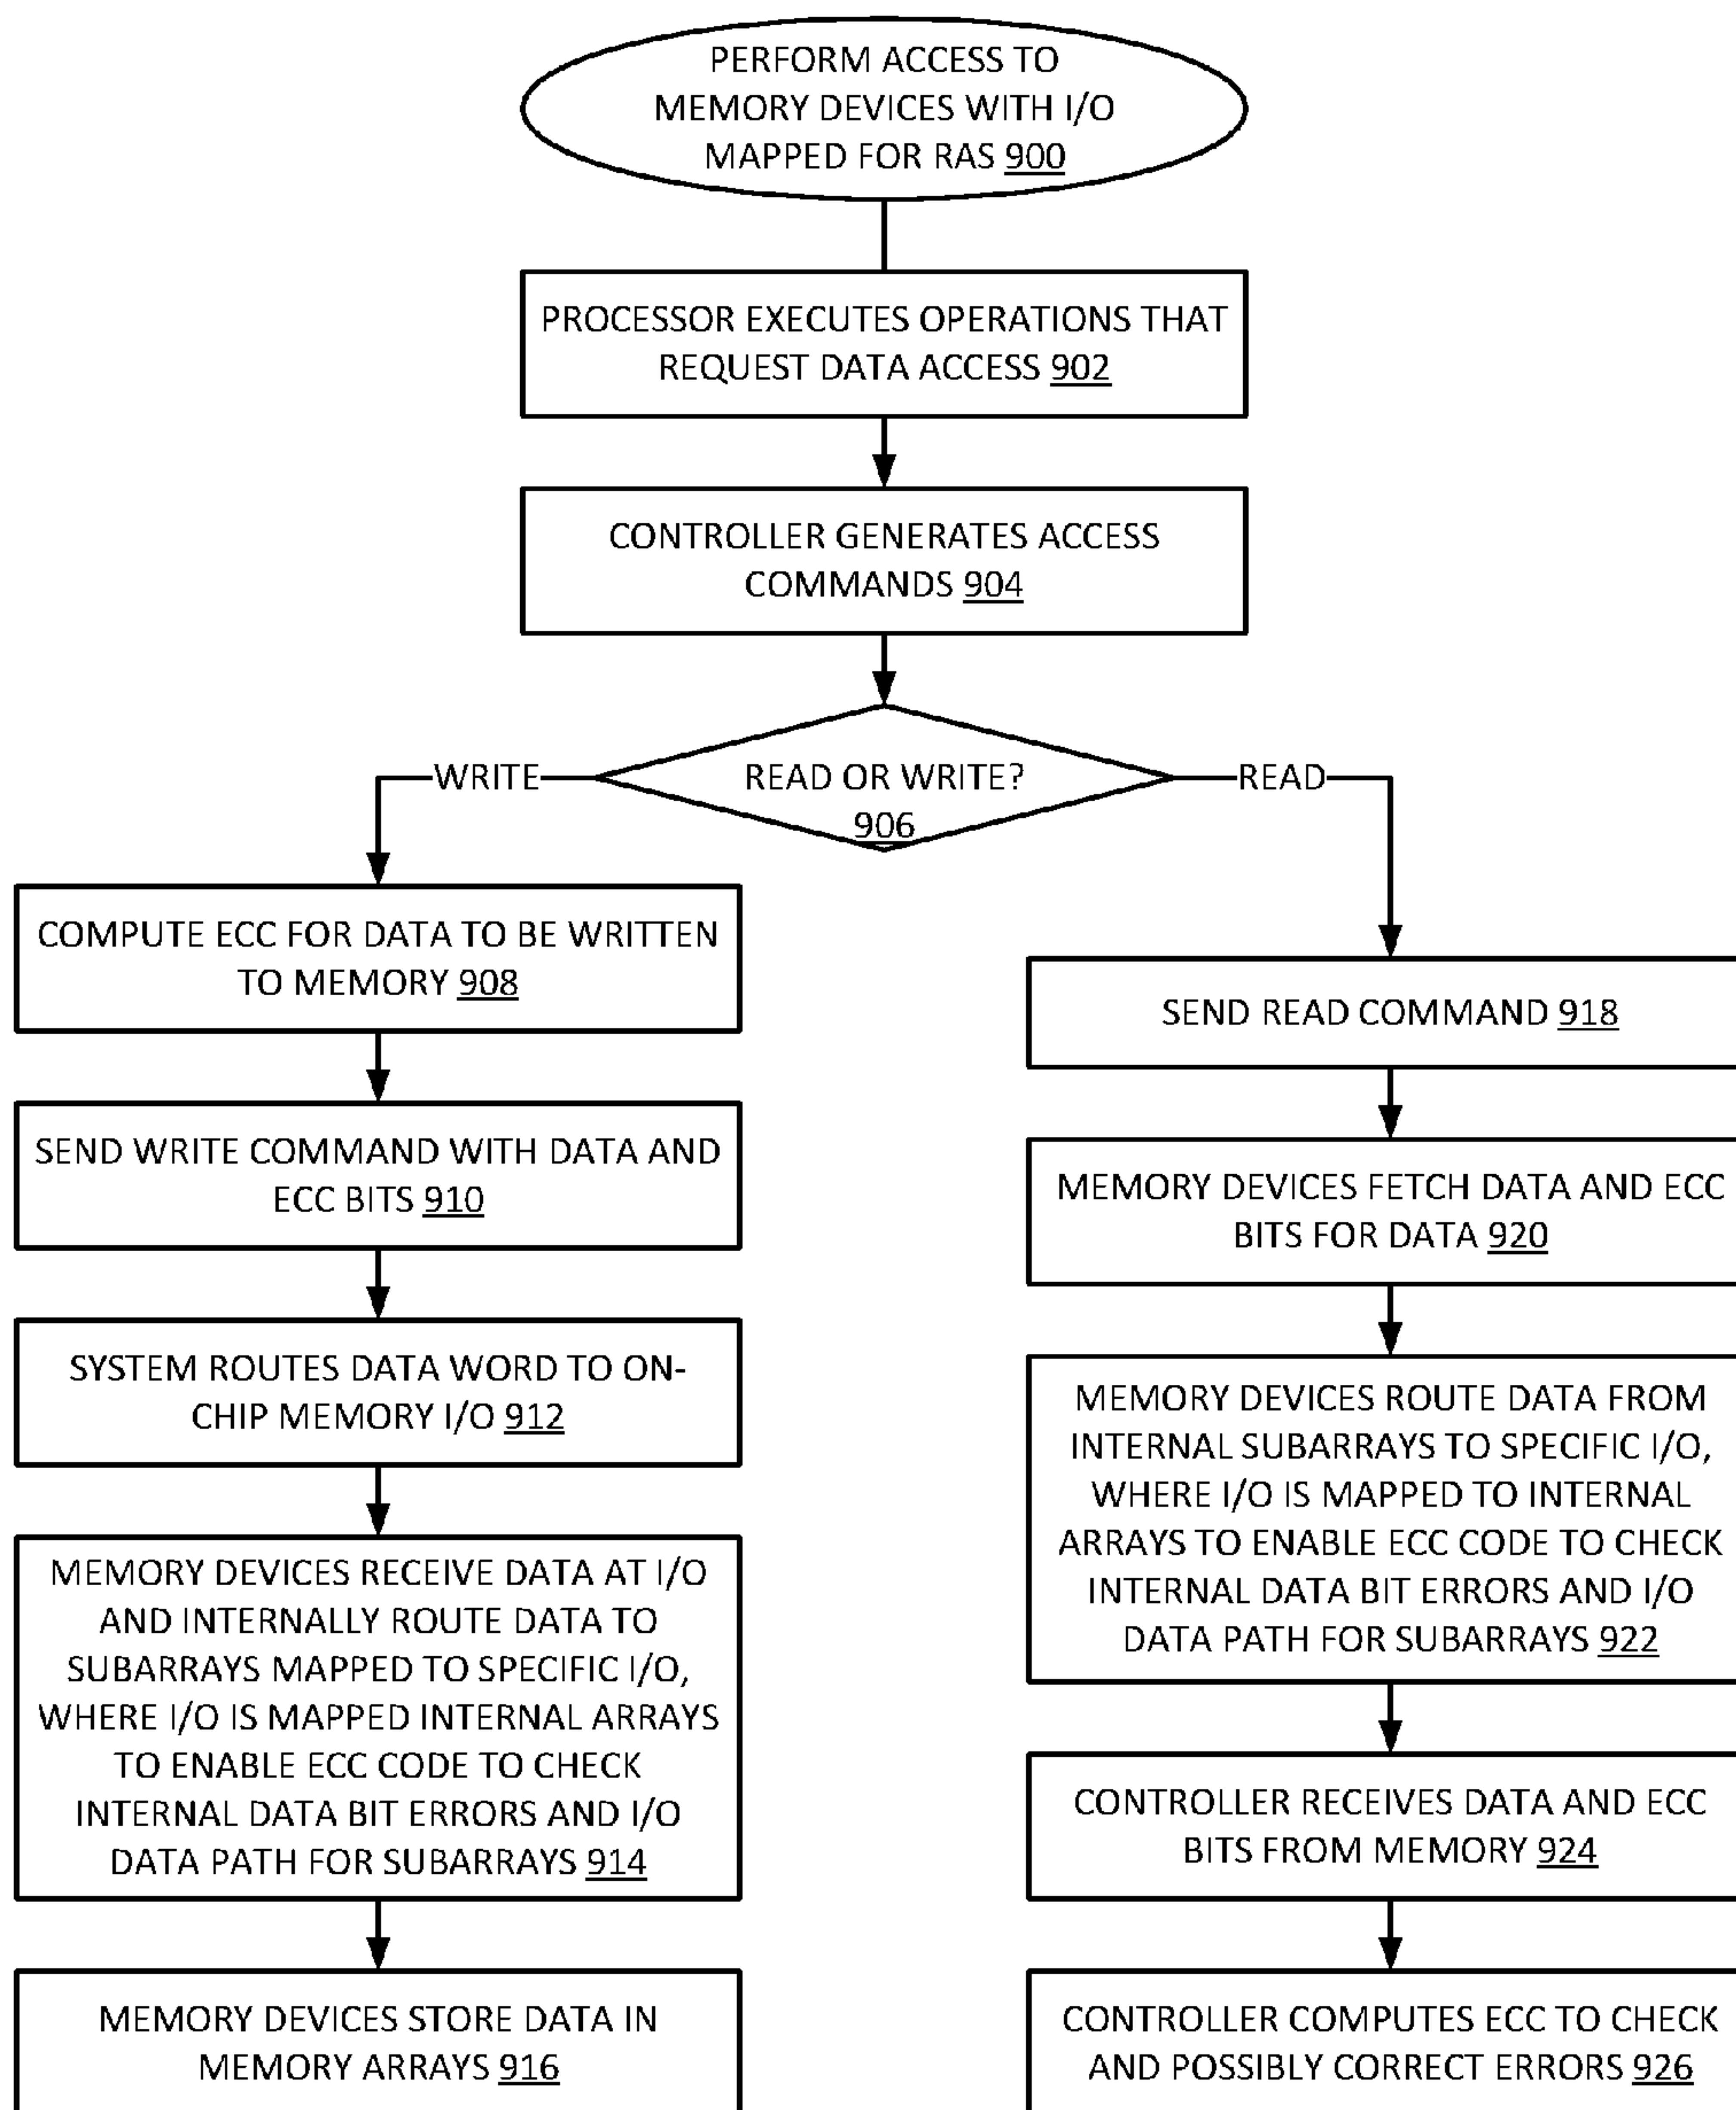 PERFORM ACCESS TO
MEMORY DEVICES WITH I/O
MAPPED FOR RAS 900
PROCESSOR EXECUTES OPERATIONS THAT
REQUEST DATA ACCESS 902
CONTROLLER GENERATES ACCESS
COMMANDS 904
WRITE
READ OR WRITE?
906
READ
COMPUTE ECC FOR DATA TO BE WRITTEN
TO MEMORY 908
SEND WRITE COMMAND WITH DATA AND
ECC BITS 910
SYSTEM ROUTES DATA WORD TO ON-
CHIP MEMORY I/O 912
MEMORY DEVICES RECEIVE DATA AT I/O
AND INTERNALLY ROUTE DATA TO
SUBARRAYS MAPPED TO SPECIFIC I/O,
WHERE I/O IS MAPPED INTERNAL ARRAYS
TO ENABLE ECC CODE TO CHECK
INTERNAL DATA BIT ERRORS AND I/O
DATA PATH FOR SUBARRAYS 914
MEMORY DEVICES STORE DATA IN
MEMORY ARRAYS 916
SEND READ COMMAND 918
MEMORY DEVICES FETCH DATA AND ECC
BITS FOR DATA 920
MEMORY DEVICES ROUTE DATA FROM
INTERNAL SUBARRAYS TO SPECIFIC I/O,
WHERE I/O IS MAPPED TO INTERNAL
ARRAYS TO ENABLE ECC CODE TO CHECK
INTERNAL DATA BIT ERRORS AND I/O
DATA PATH FOR SUBARRAYS 922
CONTROLLER RECEIVES DATA AND ECC
BITS FROM MEMORY 924
CONTROLLER COMPUTES ECC TO CHECK
AND POSSIBLY CORRECT ERRORS 926